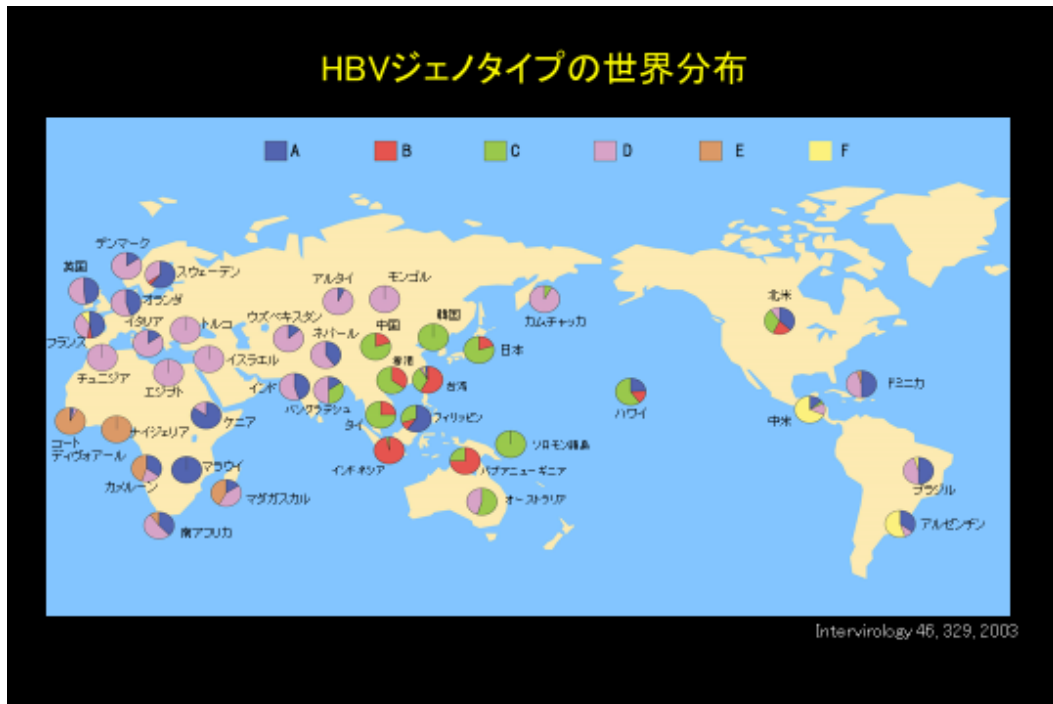 HBVジェノタイプの世界分布
A B C D E F
デンマーク
英国
スウェーデン
オランダ
アルタイ
モンゴル
イタリア
トルコ
ウズベキスタン
ネパール
中国
韓国
カムチャッカ
北米
フランス
日本
チュニジア
イスラエル
香港
エジプト
インド
バングラデシュ
台湾
ハワイ
ドミニカ
ケニア
タイ
フィリッピン
中米
ナイジェリア
コート
ディヴォアール
ソロモン諸島
マラウイ
インドネシア
パプアニューギニア
カメルーン
マダガスカル
オーストラリア
ブラジル
南アフリカ
アルゼンチン
Intervirology 46, 329, 2003